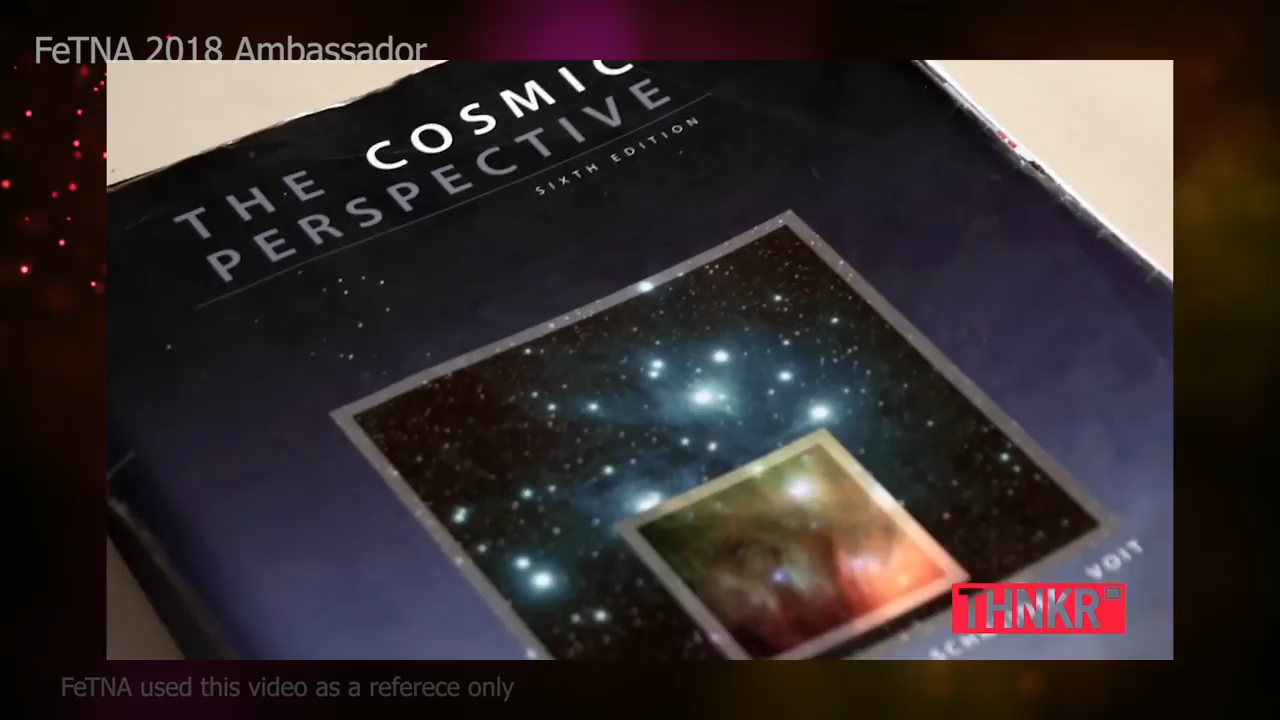 FeTNA 2018 Ambassador
THE COSMIC
PERSPECTIVE
SIXTH EDITION
VOIT
THNKR
FeTNA used this video as a referece only